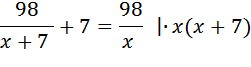 98/(x + 7) + 7 = 98/x |· x(x + 7)